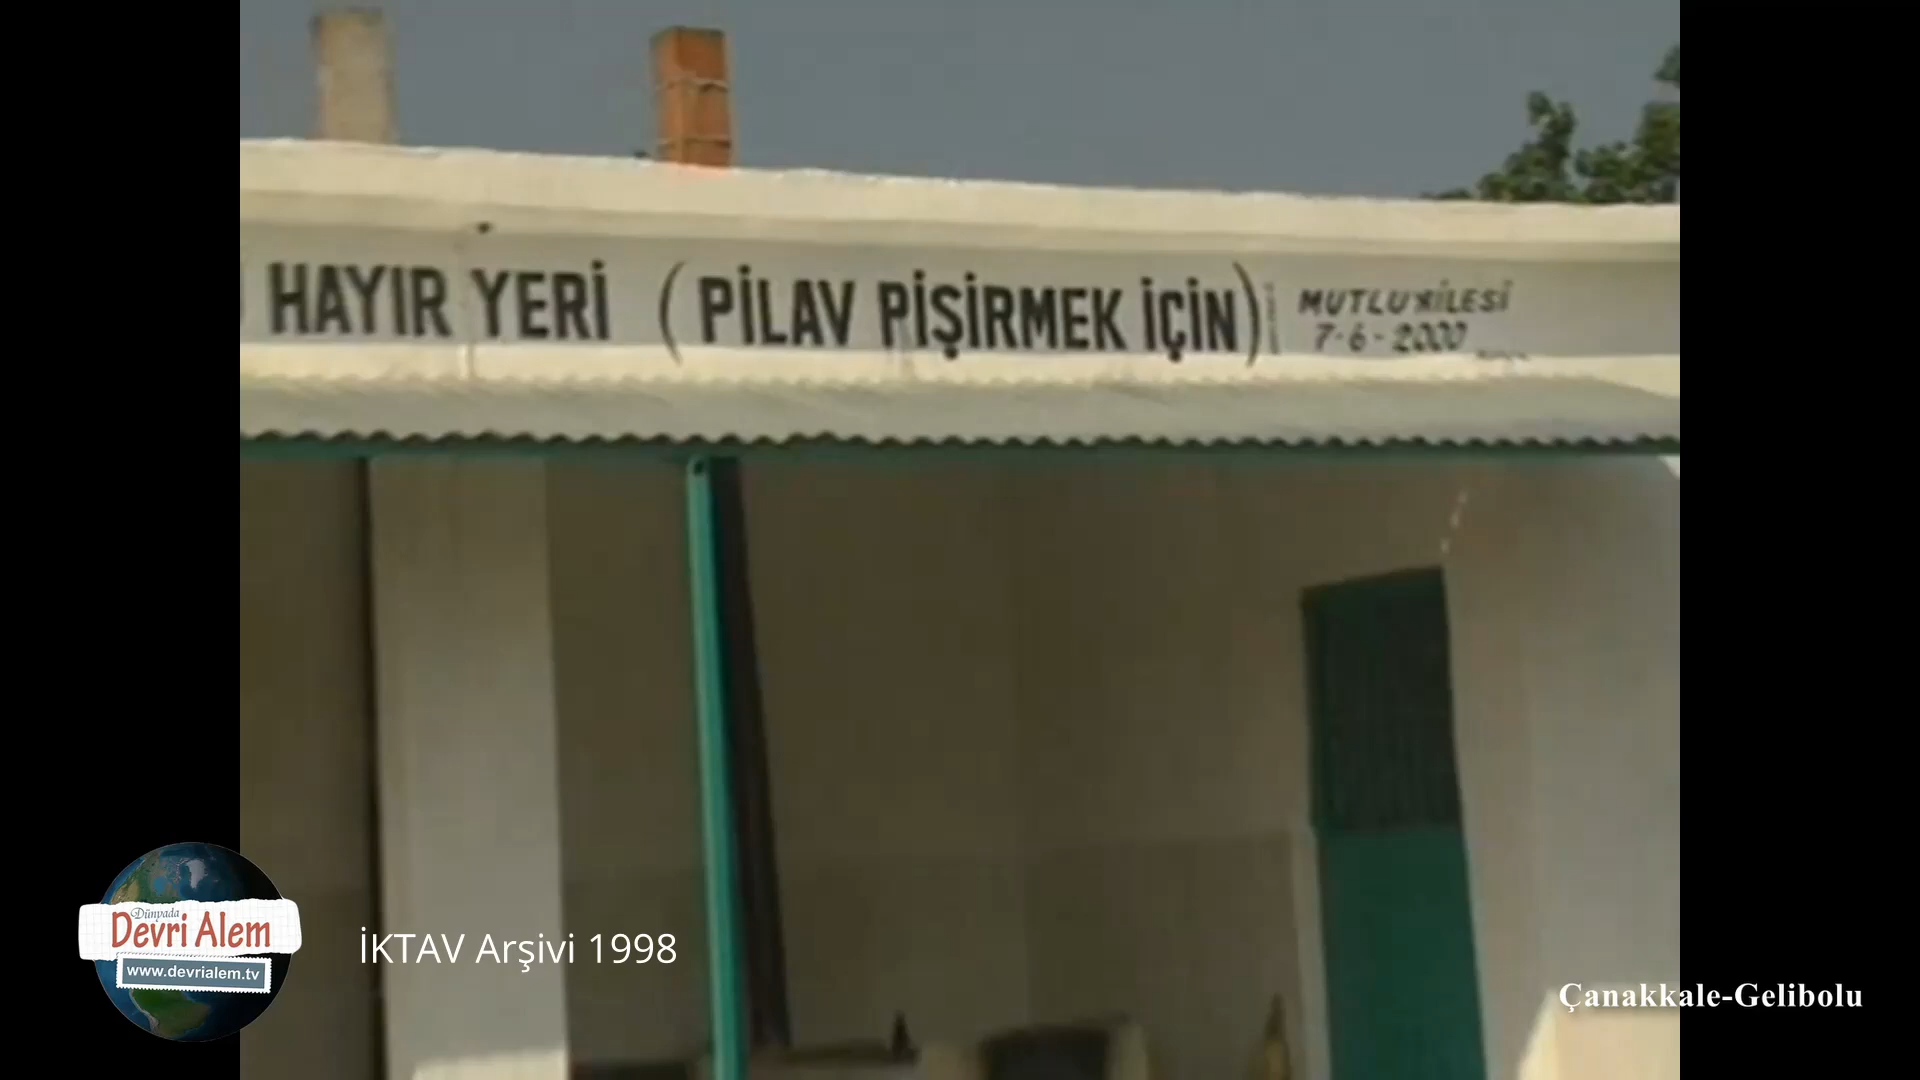 HAYIR YERİ (PİLAV PİŞİRMEK İÇİN)
MUTLU AİLESİ
7-6-2000
Dünyada
Devri Alem
www.devrialem.tv
İKTAV Arşivi 1998
Çanakkale-Gelibolu